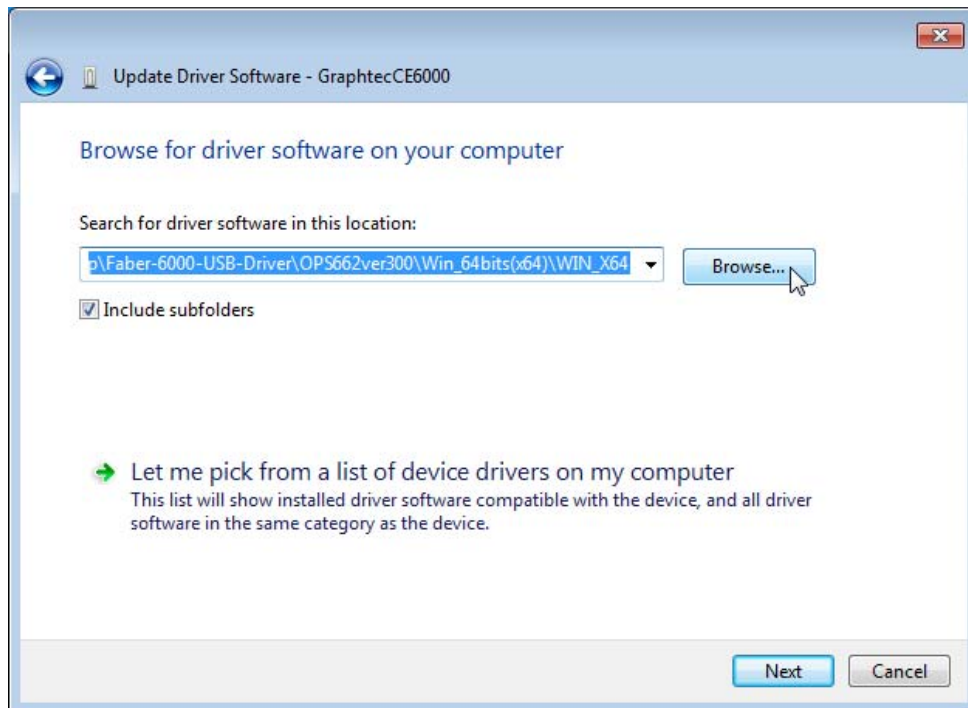 Update Driver Software - GraphtecCE6000
Browse for driver software on your computer
Search for driver software in this location:
p\Faber-6000-USB-Driver\OPS662ver300\Win_64bits(x64)\WIN_X64
Browse...
Include subfolders
Let me pick from a list of device drivers on my computer
This list will show installed driver software compatible with the device, and all driver
software in the same category as the device.
Next
Cancel